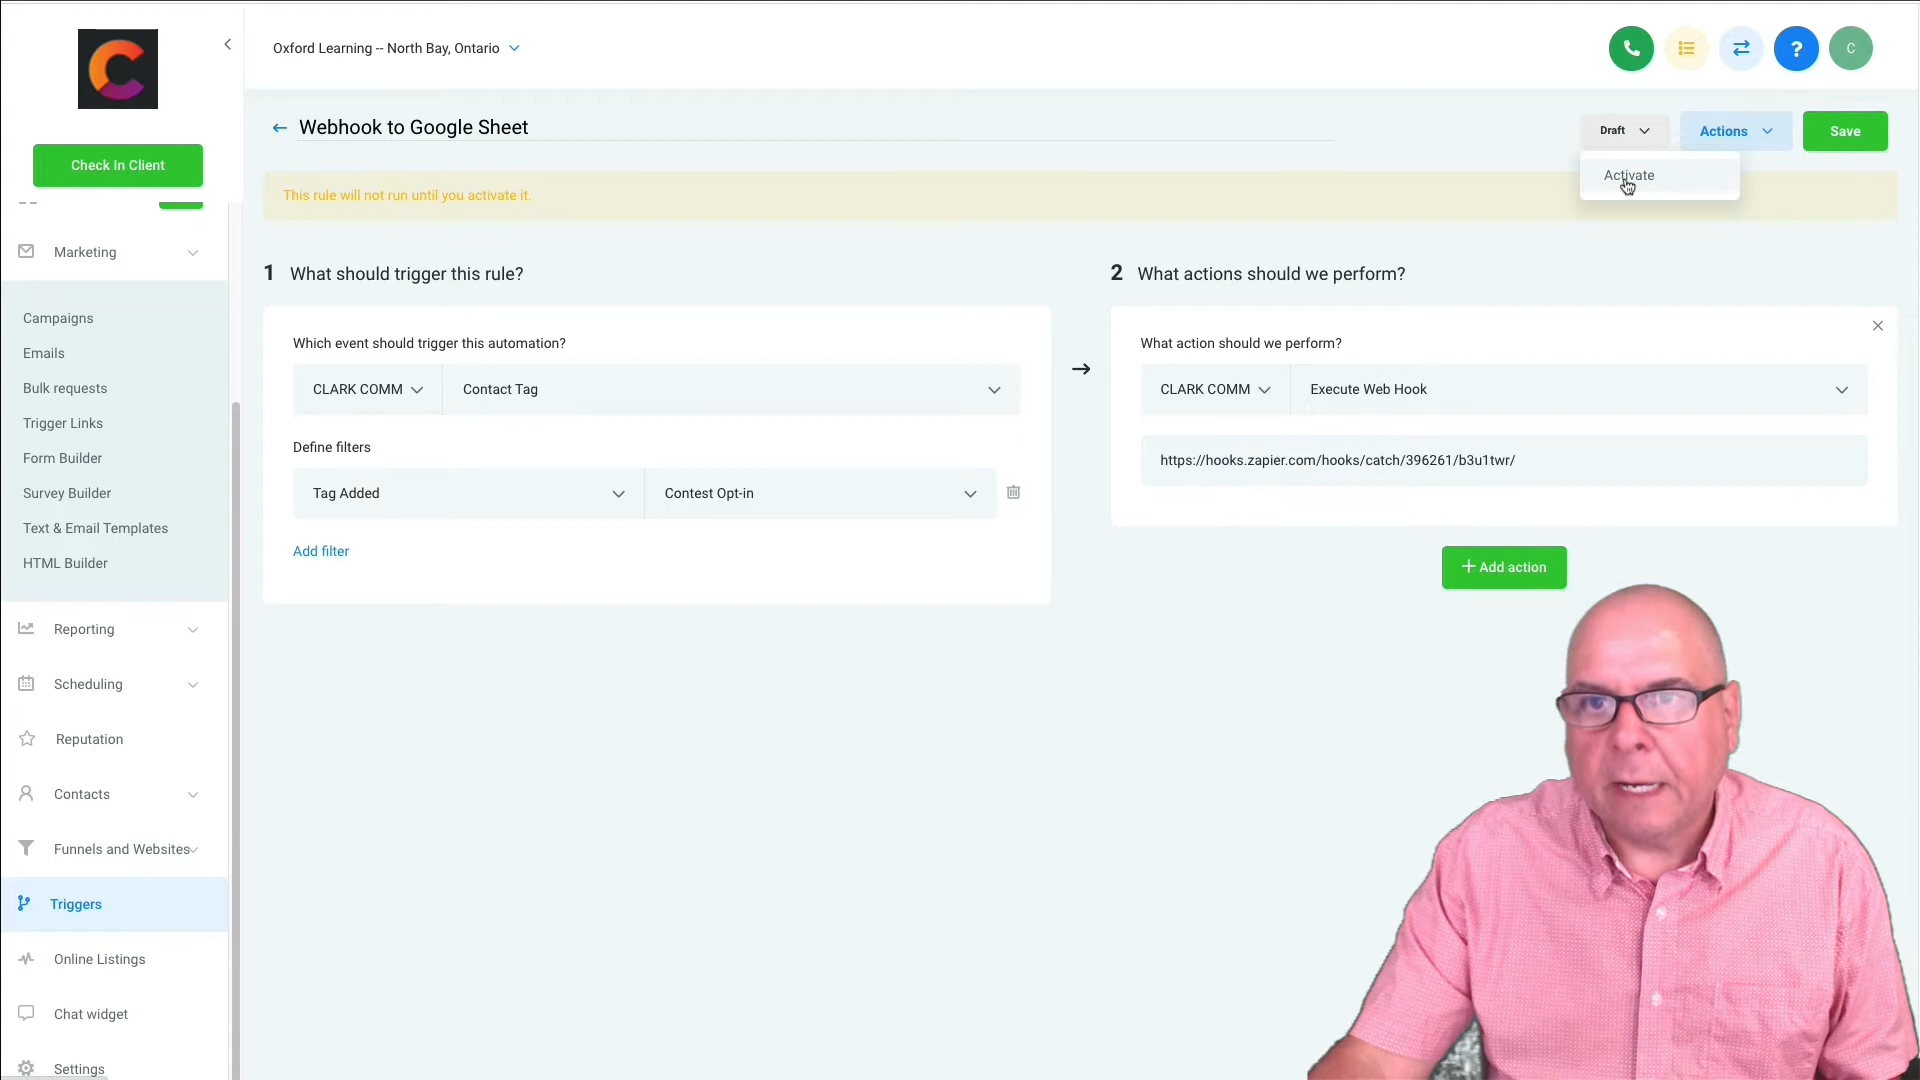 Oxford Learning -- North Bay, Ontario
?
C
Webhook to Google Sheet
Draft
Actions
Save
Activate
Check In Client
This rule will not run until you activate it.
Marketing
Campaigns
Emails
Bulk requests
Trigger Links
Form Builder
Survey Builder
Text & Email Templates
HTML Builder
Reporting
Scheduling
Reputation
Contacts
Funnels and Websites
Triggers
Online Listings
Chat widget
Settings
1 What should trigger this rule?
Which event should trigger this automation?
CLARK COMM
Contact Tag
Define filters
Tag Added
Contest Opt-in
Add filter
2 What actions should we perform?
What action should we perform?
CLARK COMM
Execute Web Hook
https://hooks.zapier.com/hooks/catch/396261/b3u1twr/
+ Add action